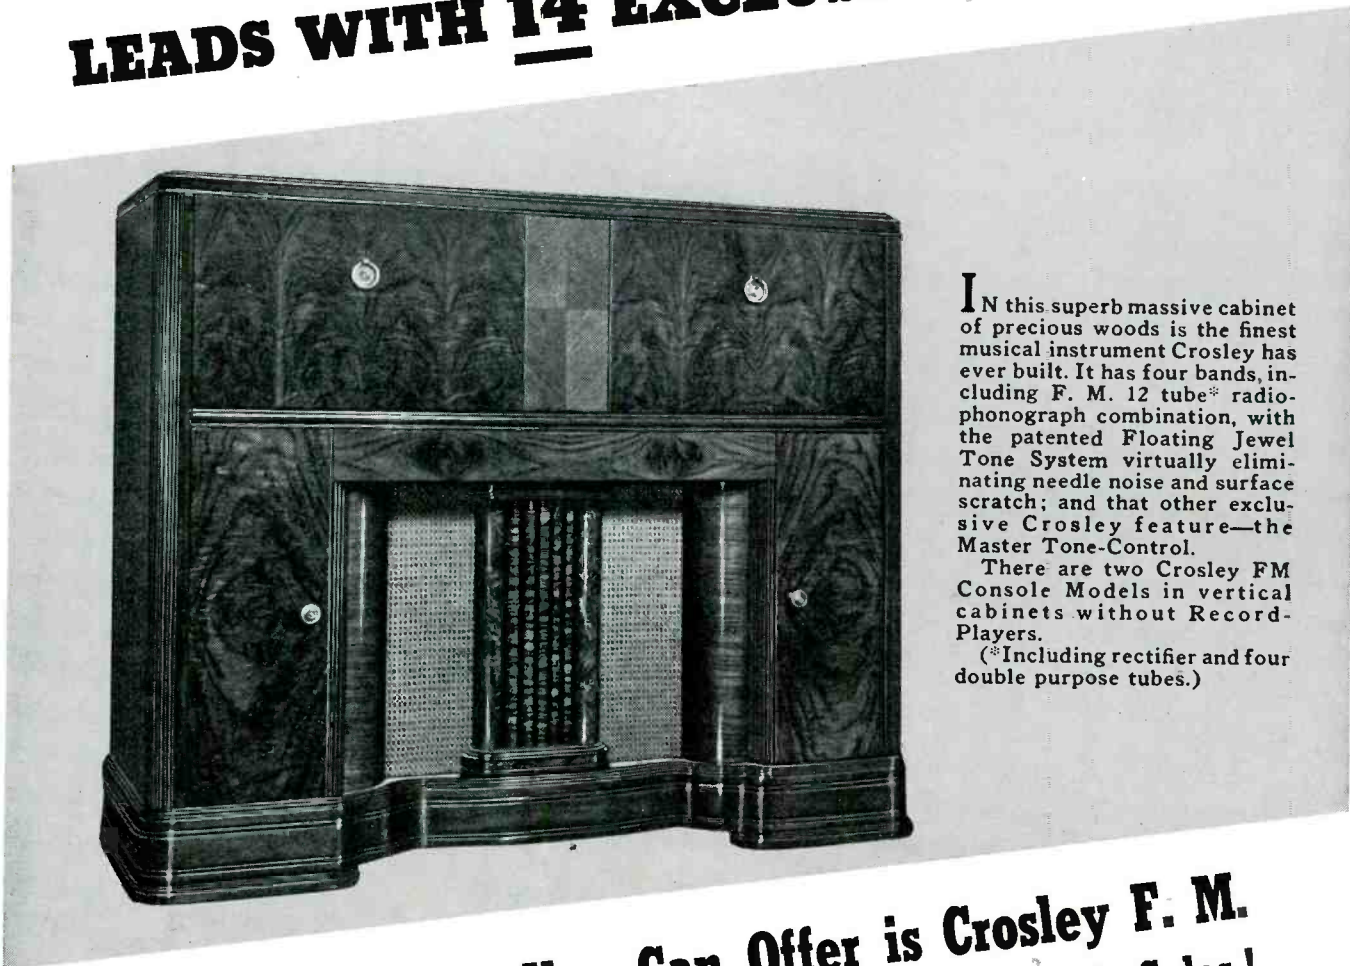 LEADS WITH 14
IN this superb massive cabinet
of precious woods is the finest
musical instrument Crosley has
ever built. It has four bands, in-
cluding F. M. 12 tube* radio-
phonograph combination, with
the patented Floating Jewel
Tone System virtually elimi-
nating needle noise and surface
scratch; and that other exclu-
sive Crosley feature—the
Master Tone-Control.
There are two Crosley FM
Console Models in vertical
cabinets without Record-
Players.
(*Including rectifier and four
double purpose tubes.)
Can Offer is Crosley F. M.
Sales!